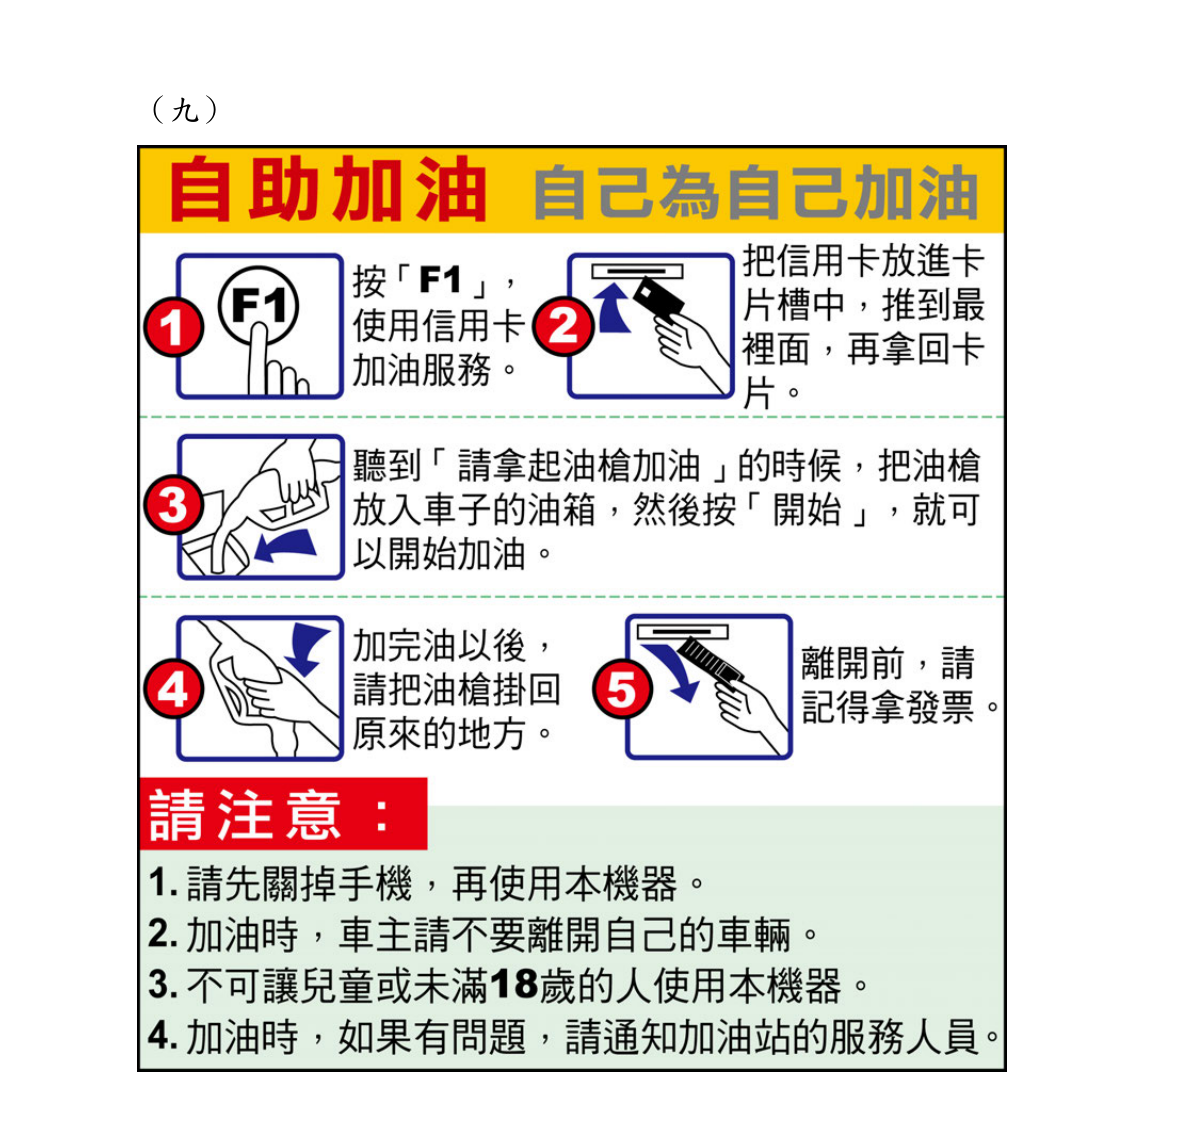 （九）
自助加油 自己為自己加油
F1
1
按「F1」，
使用信用卡
加油服務。
2
把信用卡放進卡
片槽中，推到最
裡面，再拿回卡
片。
3
聽到「請拿起油槍加油」的時候，把油槍
放入車子的油箱，然後按「開始」，就可
以開始加油。
4
加完油以後，
請把油槍掛回
原來的地方。
5
離開前，請
記得拿發票。
請注意：
1. 請先關掉手機，再使用本機器。
2. 加油時，車主請不要離開自己的車輛。
3. 不可讓兒童或未滿18歲的人使用本機器。
4. 加油時，如果有問題，請通知加油站的服務人員。